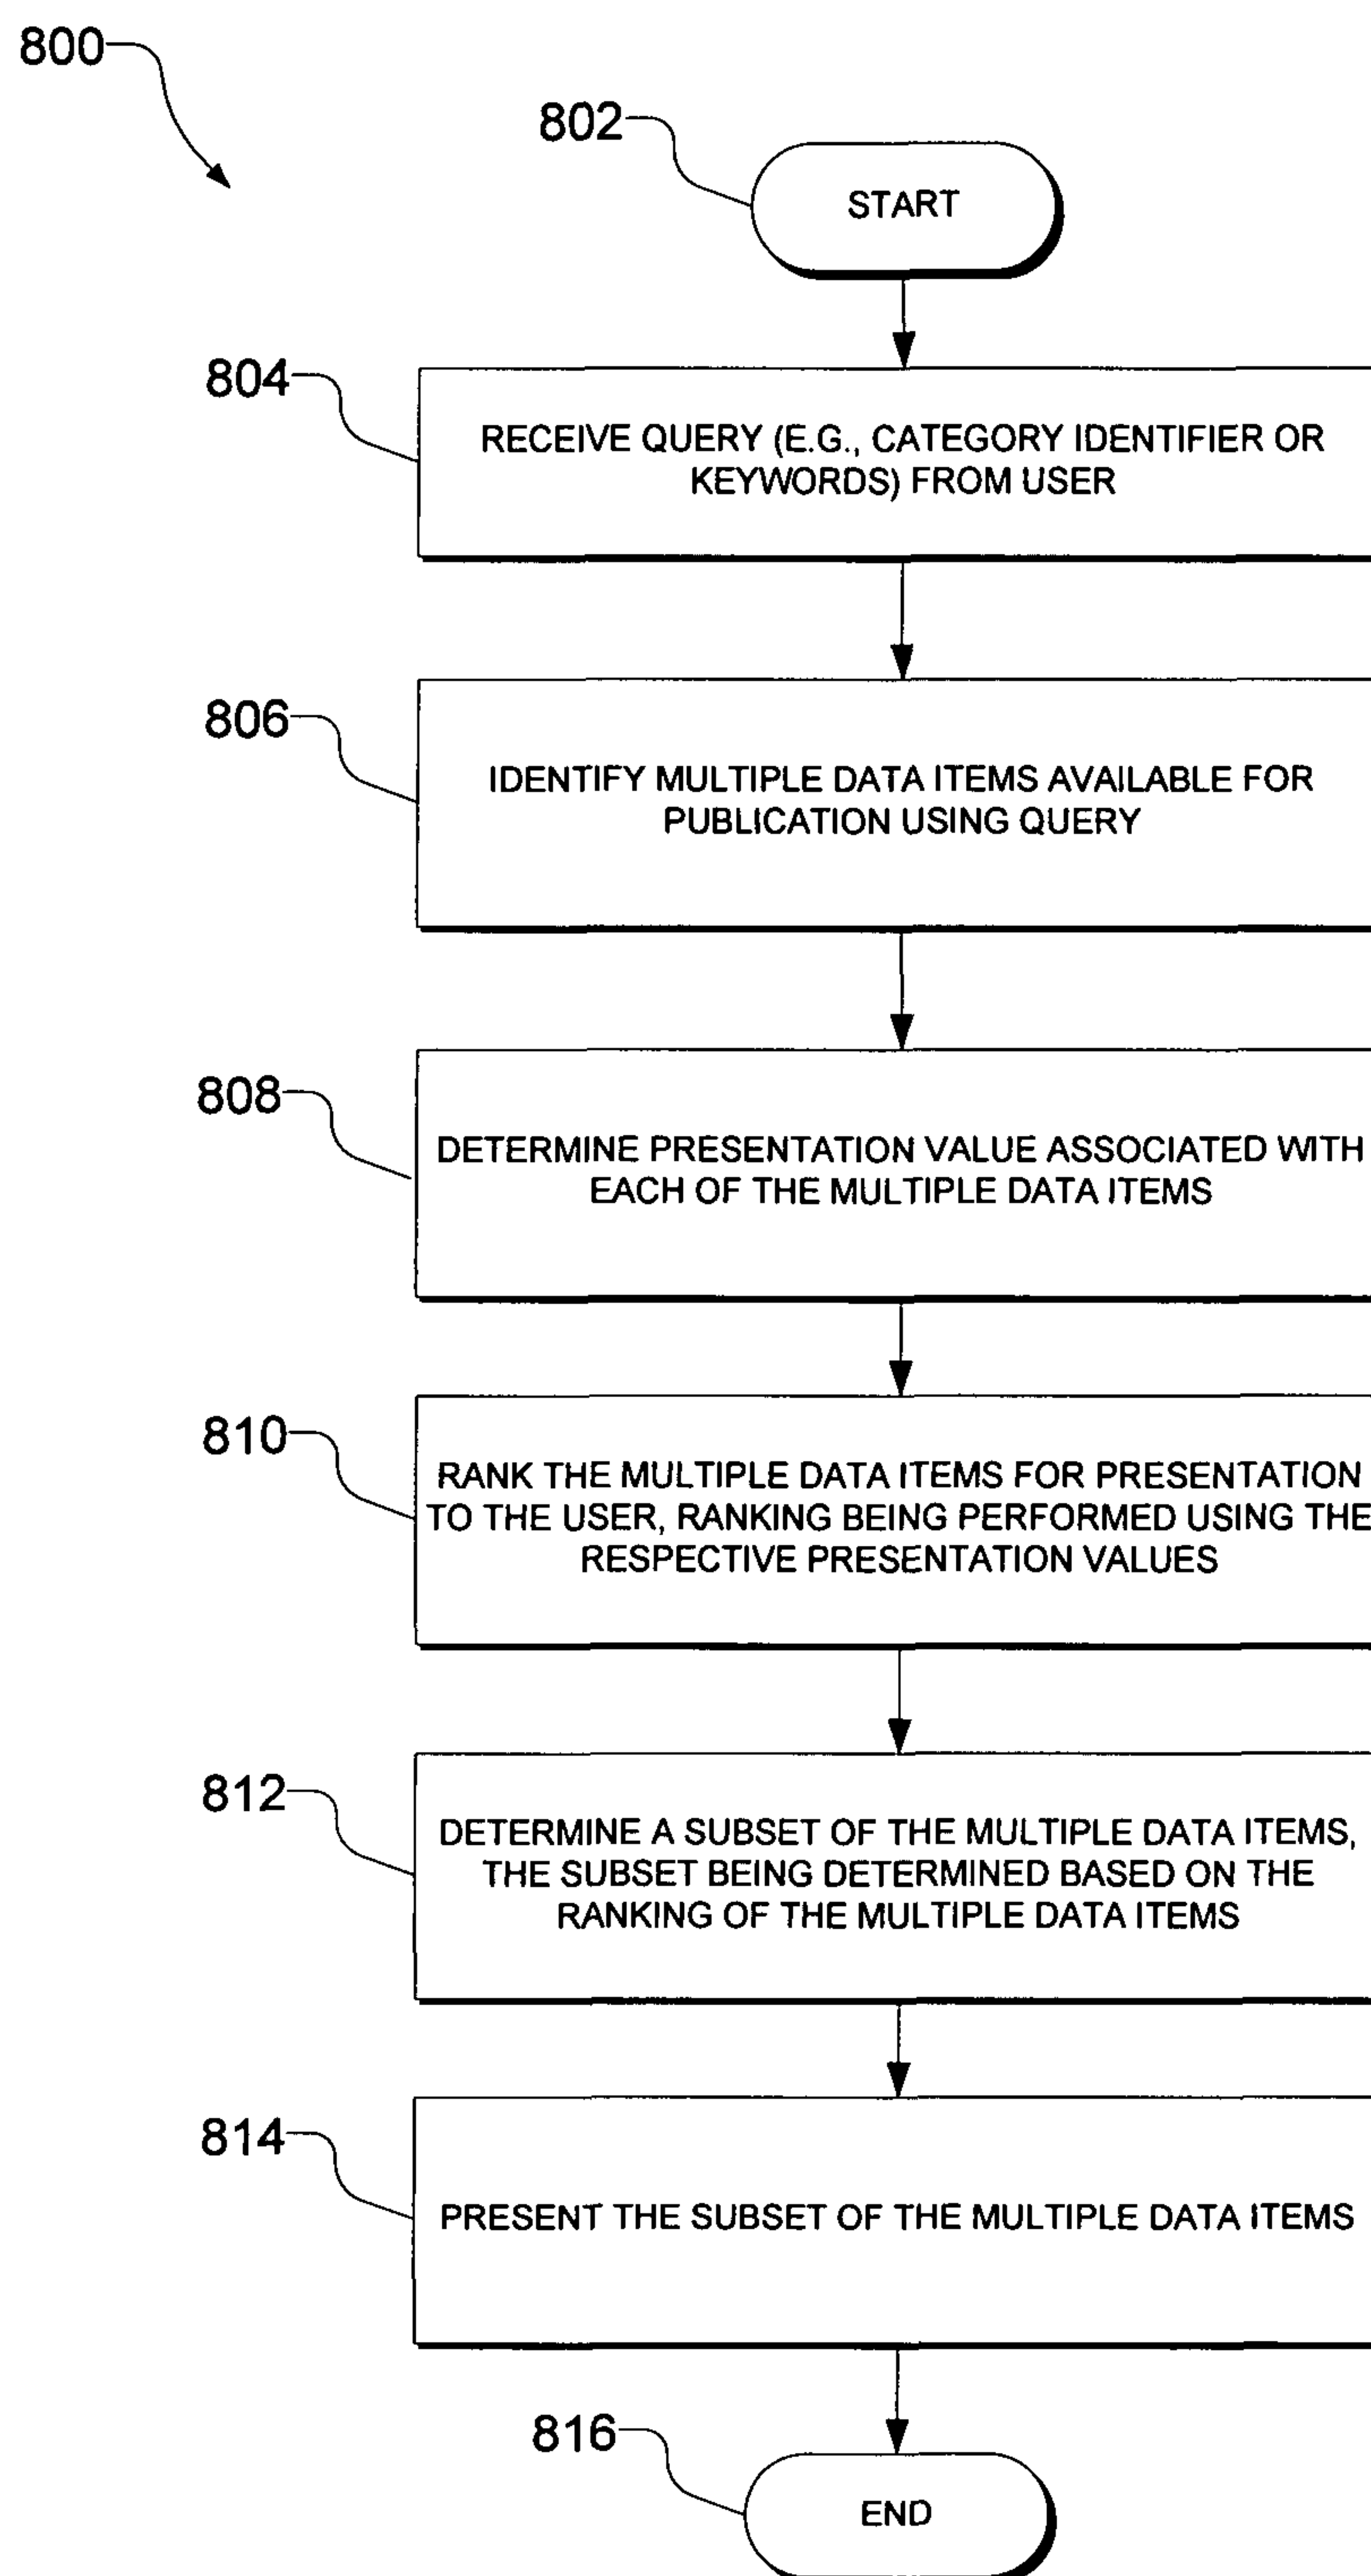 800
802
START
804
RECEIVE QUERY (E.G., CATEGORY IDENTIFIER OR
KEYWORDS) FROM USER
806
IDENTIFY MULTIPLE DATA ITEMS AVAILABLE FOR
PUBLICATION USING QUERY
808
DETERMINE PRESENTATION VALUE ASSOCIATED WITH
EACH OF THE MULTIPLE DATA ITEMS
810
RANK THE MULTIPLE DATA ITEMS FOR PRESENTATION
TO THE USER, RANKING BEING PERFORMED USING THE
RESPECTIVE PRESENTATION VALUES
812
DETERMINE A SUBSET OF THE MULTIPLE DATA ITEMS,
THE SUBSET BEING DETERMINED BASED ON THE
RANKING OF THE MULTIPLE DATA ITEMS
814
PRESENT THE SUBSET OF THE MULTIPLE DATA ITEMS
816
END